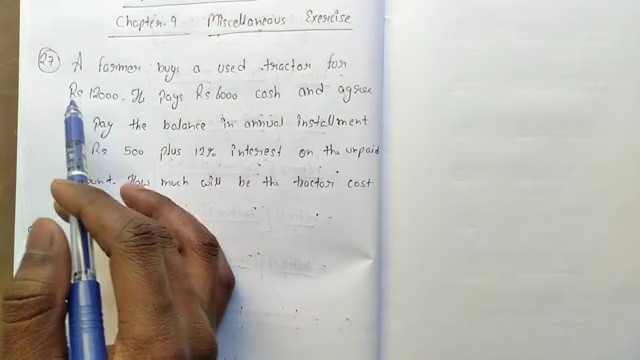 Chapter-9 Miscellaneous Exercise
27 A farmer buys a used tractor for
Rs 12000. He pays Rs 6000 cash and agree
pay the balance in annual installment
Rs 500 plus 12% interest on the unpaid
How much will be the tractor cost